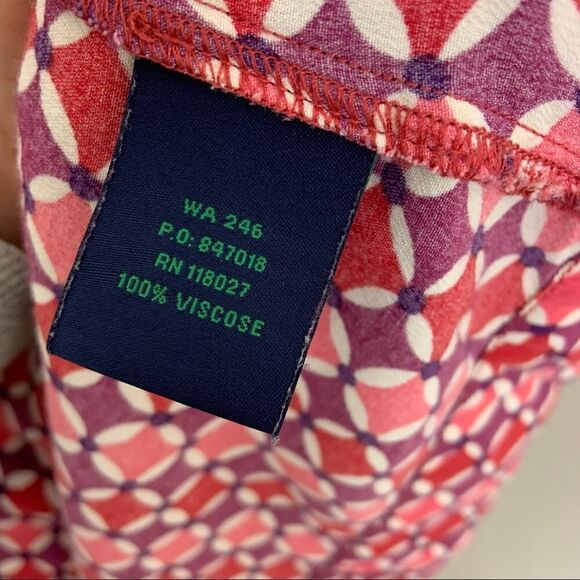 WA 246
P.O: 847018
RN 118027
100% VISCOSE